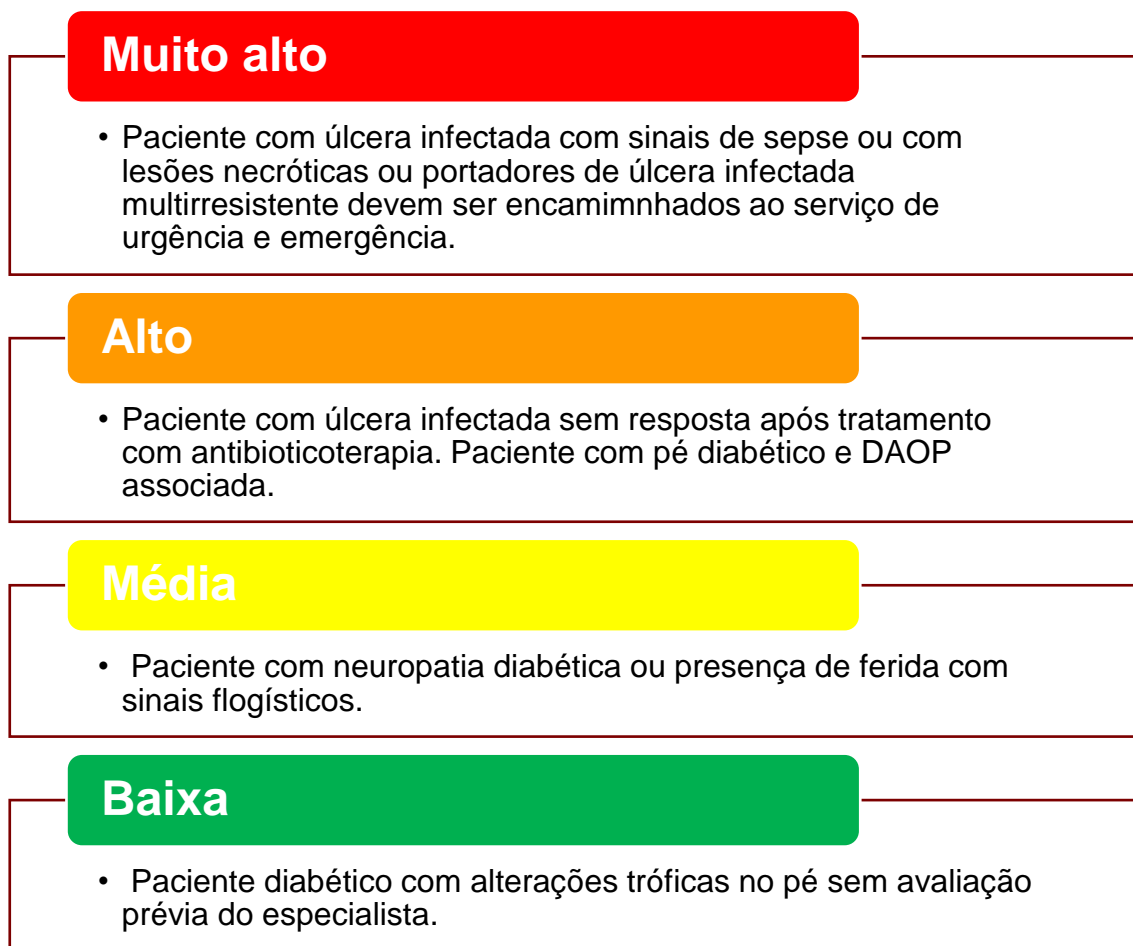 Muito alto
• Paciente com úlcera infectada com sinais de sepse ou com
lesões necróticas ou portadores de úlcera infectada
multirresistente devem ser encamimnhados ao serviço de
urgência e emergência.
Alto
• Paciente com úlcera infectada sem resposta após tratamento
com antibioticoterapia. Paciente com pé diabético e DAOP
associada.
Média
• Paciente com neuropatia diabética ou presença de ferida com
sinais flogísticos.
Baixa
• Paciente diabético com alterações tróficas no pé sem avaliação
prévia do especialista.